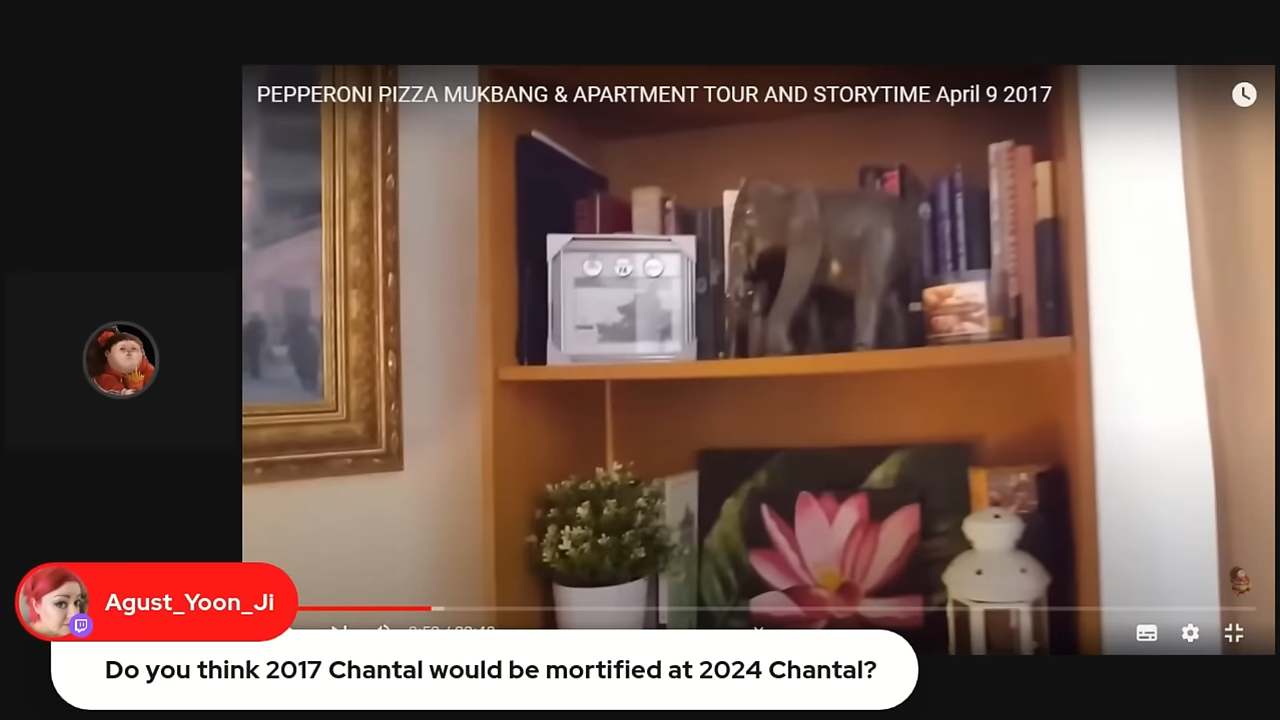 PEPPERONI PIZZA MUKBANG & APARTMENT TOUR AND STORYTIME April 9 2017
Agust_Yoon_Ji
Do you think 2017 Chantal would be mortified at 2024 Chantal?